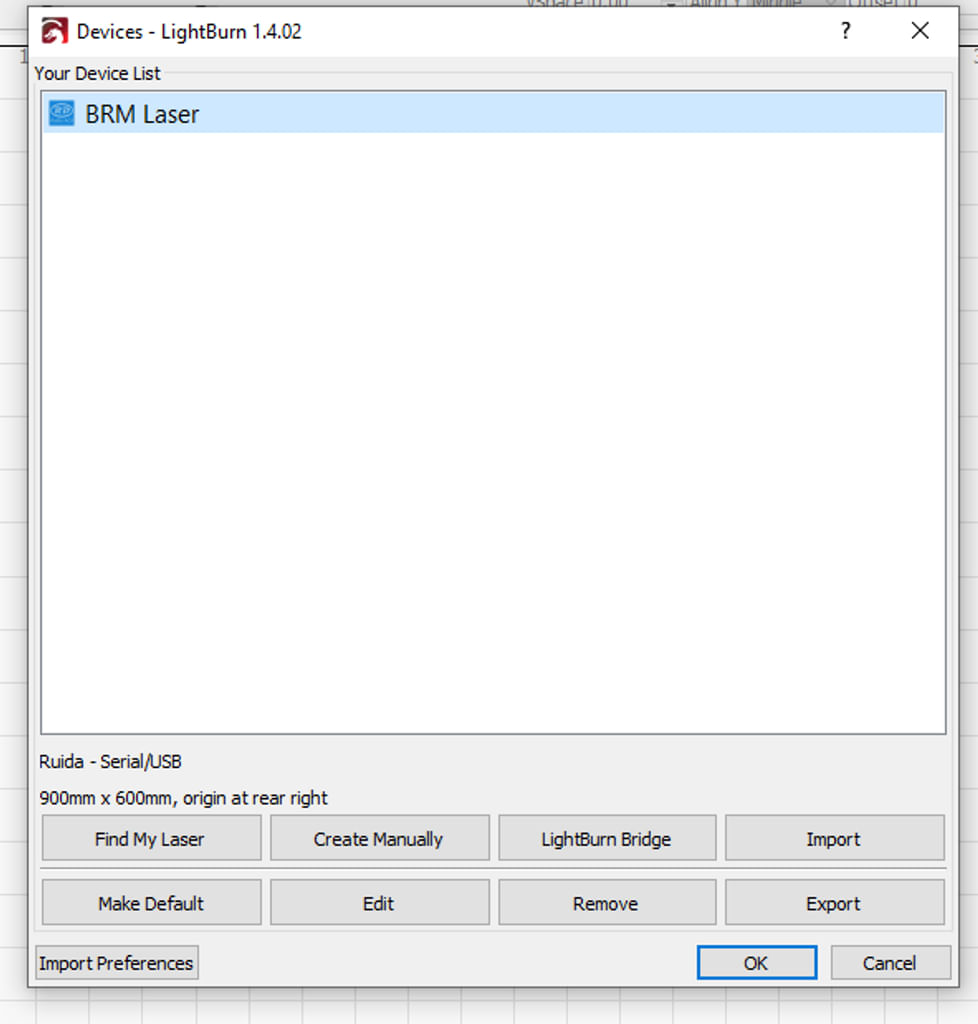 Devices - LightBurn 1.4.02 ?
Your Device List
BRM Laser
Ruida - Serial/USB
900mm x 600mm, origin at rear right
Find My Laser Create Manually LightBurn Bridge Import
Make Default Edit Remove Export
Import Preferences OK Cancel